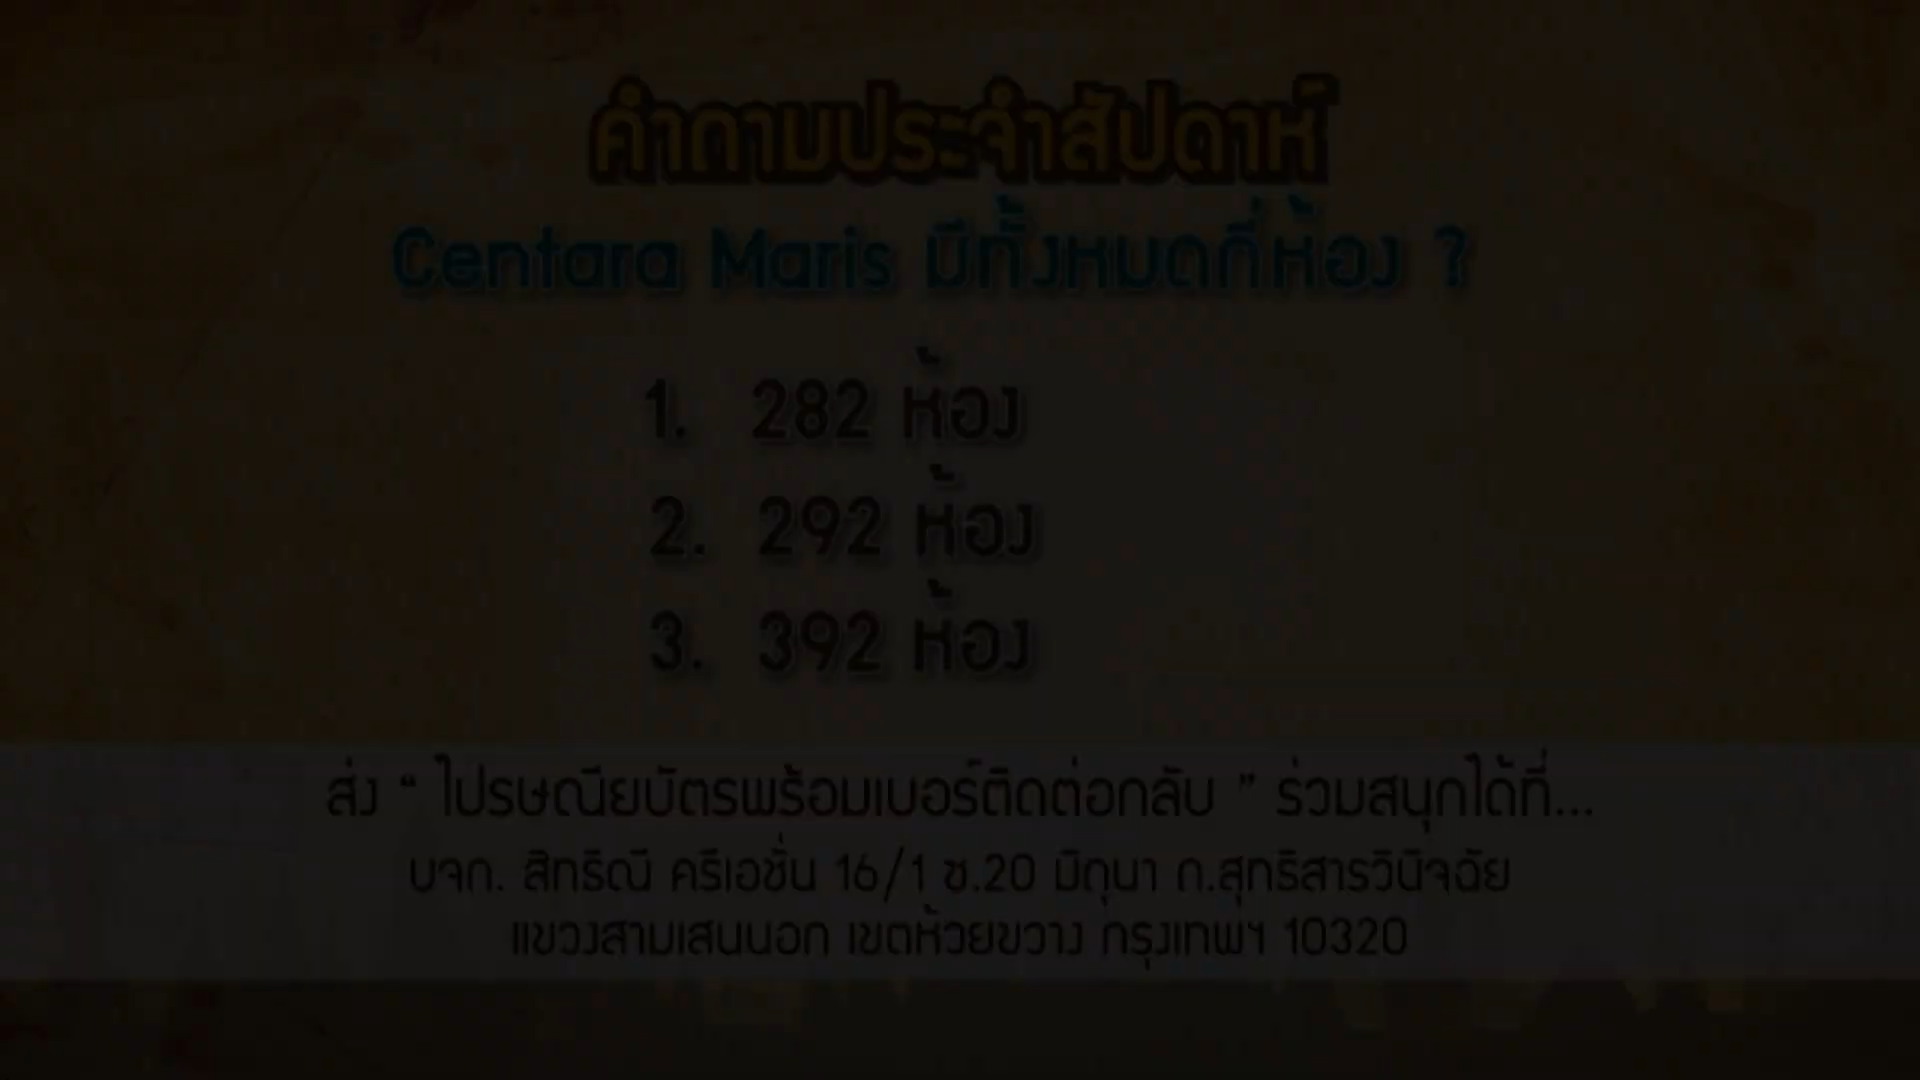 คำถามประจำสัปดาห์
Centara Maris มีทั้งหมดกี่ห้อง ?
1. 282 ห้อง
2. 292 ห้อง
3. 392 ห้อง
ส่ง “ ไปรษณียบัตรพร้อมเบอร์ติดต่อกลับ ” ร่วมสนุกได้ที่...
บจก. สิทธิณี ครีเอชั่น 16/1 ซ.20 มิถุนา ถ.สุทธิสารวินิจฉัย
แขวงสามเสนนอก เขตห้วยขวาง กรุงเทพฯ 10320